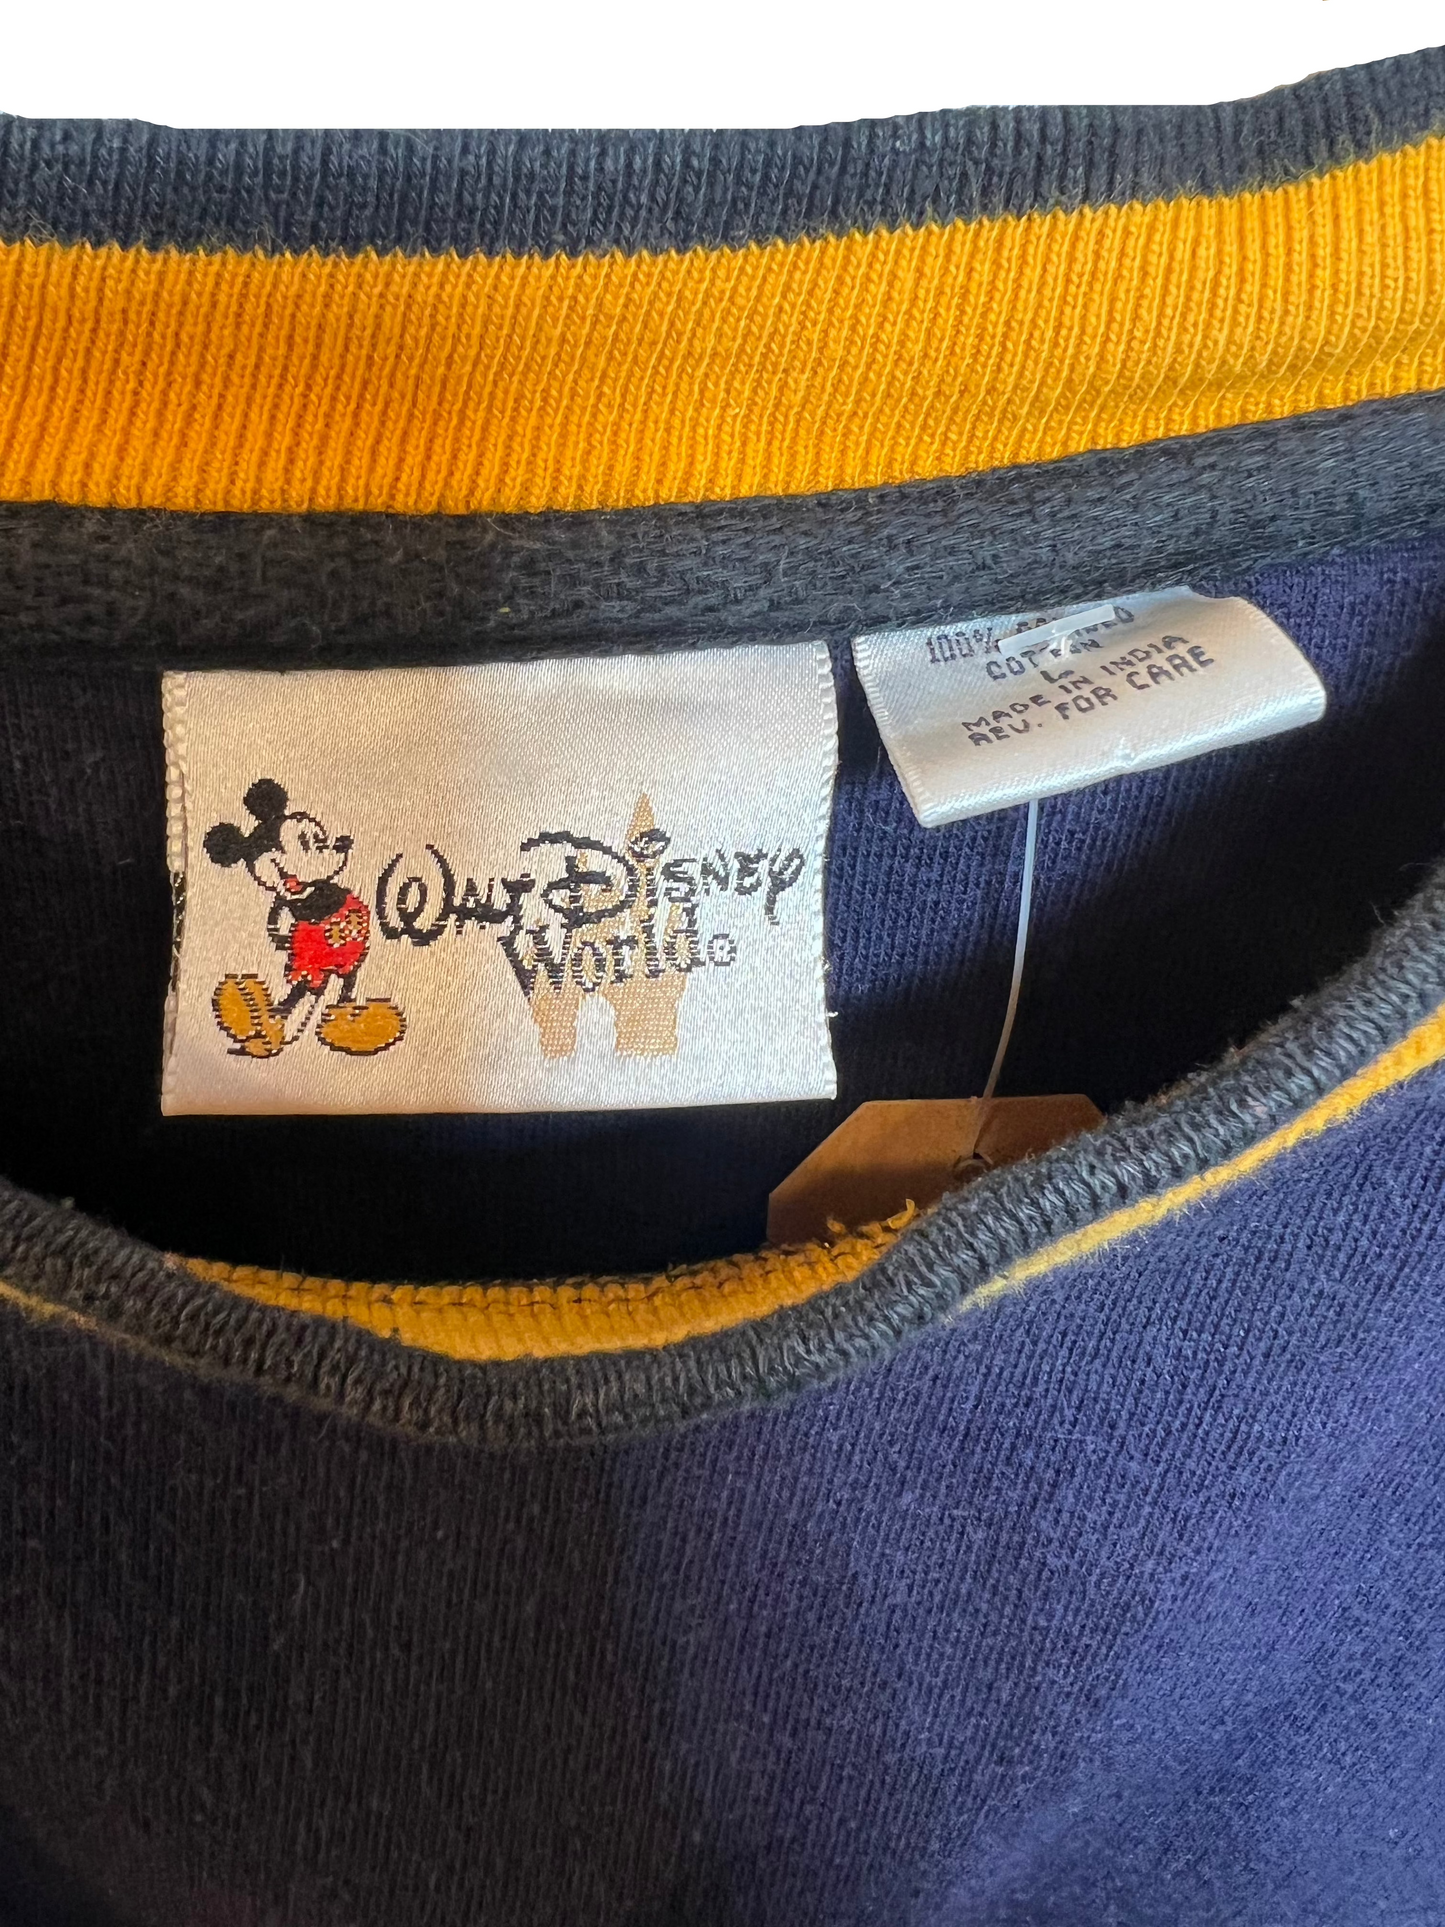 Walt Disney
World®
100% COMBED
COTTON
L
MADE IN INDIA
REV. FOR CARE